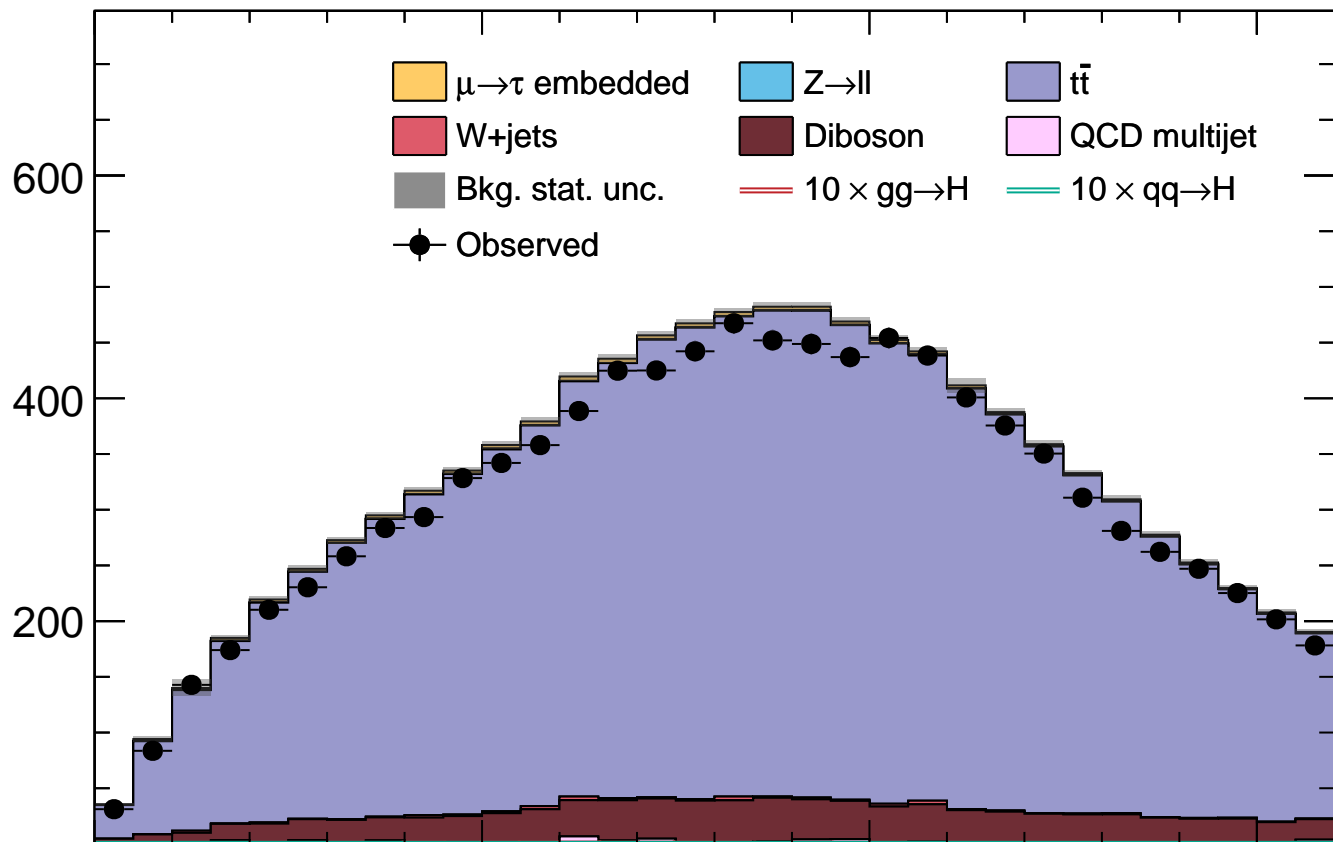 μ→τ embedded Z→ll tt̄
W+jets Diboson QCD multijet
600
Bkg. stat. unc. 10 × gg→H 10 × qq→H
Observed
400
200